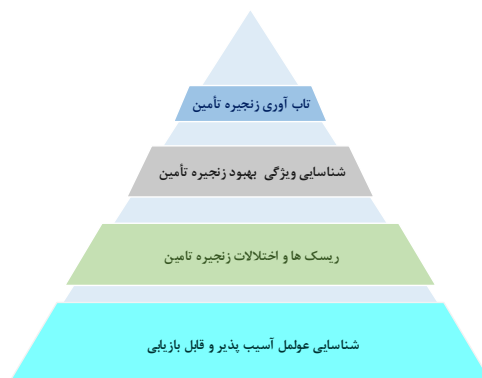 تاب آوری زنجیره تأمین
شناسایی ویژگی بهبود زنجیره تأمین
ریسک ها و اختلالات زنجیره تامین
شناسایی عولمل آسیب پذیر و قابل بازیابی